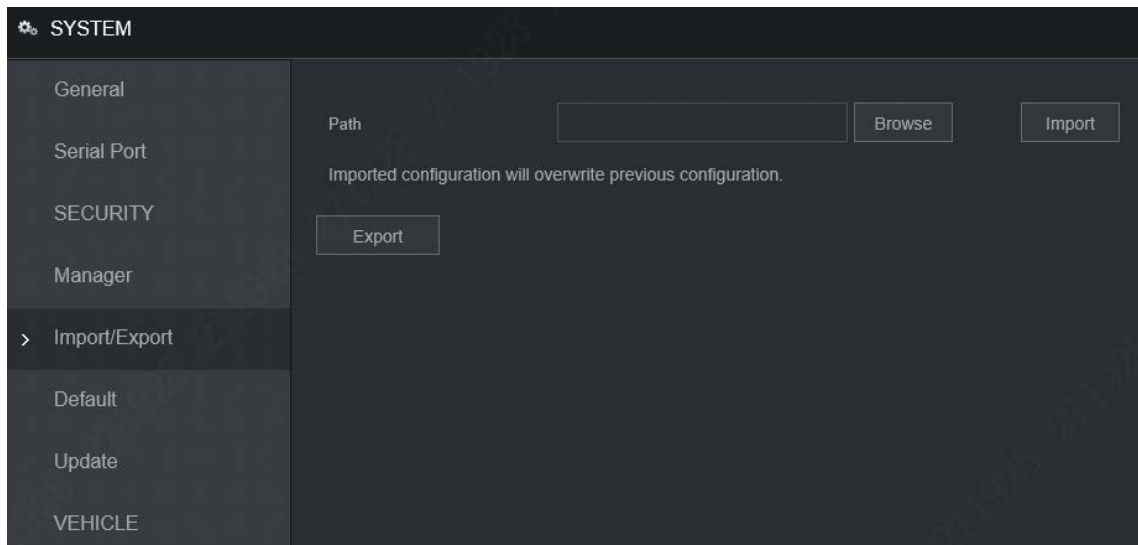 SYSTEM
General
Serial Port
SECURITY
Manager
Import/Export
Default
Update
VEHICLE
Path
Browse
Import
Imported configuration will overwrite previous configuration.
Export